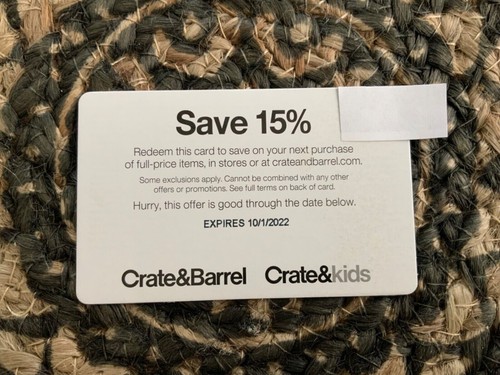 Save 15%
Redeem this card to save on your next purchase
of full-price items, in stores or at crateandbarrel.com.
Some exclusions apply. Cannot be combined with any other
offers or promotions. See full terms on back of card.
Hurry, this offer is good through the date below.
EXPIRES 10/1/2022
Crate&Barrel Crate&kids